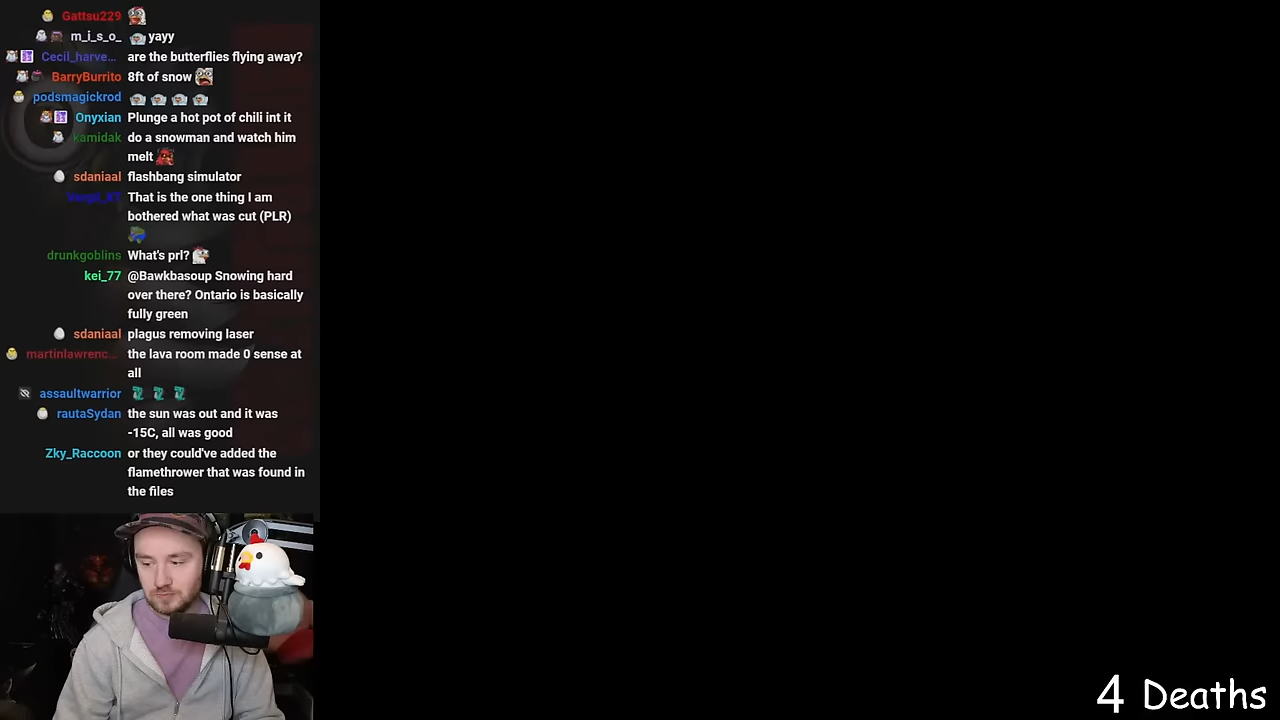 Gattsu229
m_i_s_o_ yayy
Cecil_harve... are the butterflies flying away?
BarryBurrito 8ft of snow
podsmagickrod
Onyxian Plunge a hot pot of chili int it
kamidak do a snowman and watch him
melt
sdaniaal flashbang simulator
That is the one thing I am
bothered what was cut (PLR)
drunkgoblins What's prl?
kei_77 @Bawkbasoup Snowing hard
over there? Ontario is basically
fully green
sdaniaal plagus removing laser
martinlawrenc... the lava room made 0 sense at
all
assaultwarrior
rautaSydan the sun was out and it was
-15C, all was good
Zky_Raccoon or they could've added the
flamethrower that was found in
the files
4 Deaths